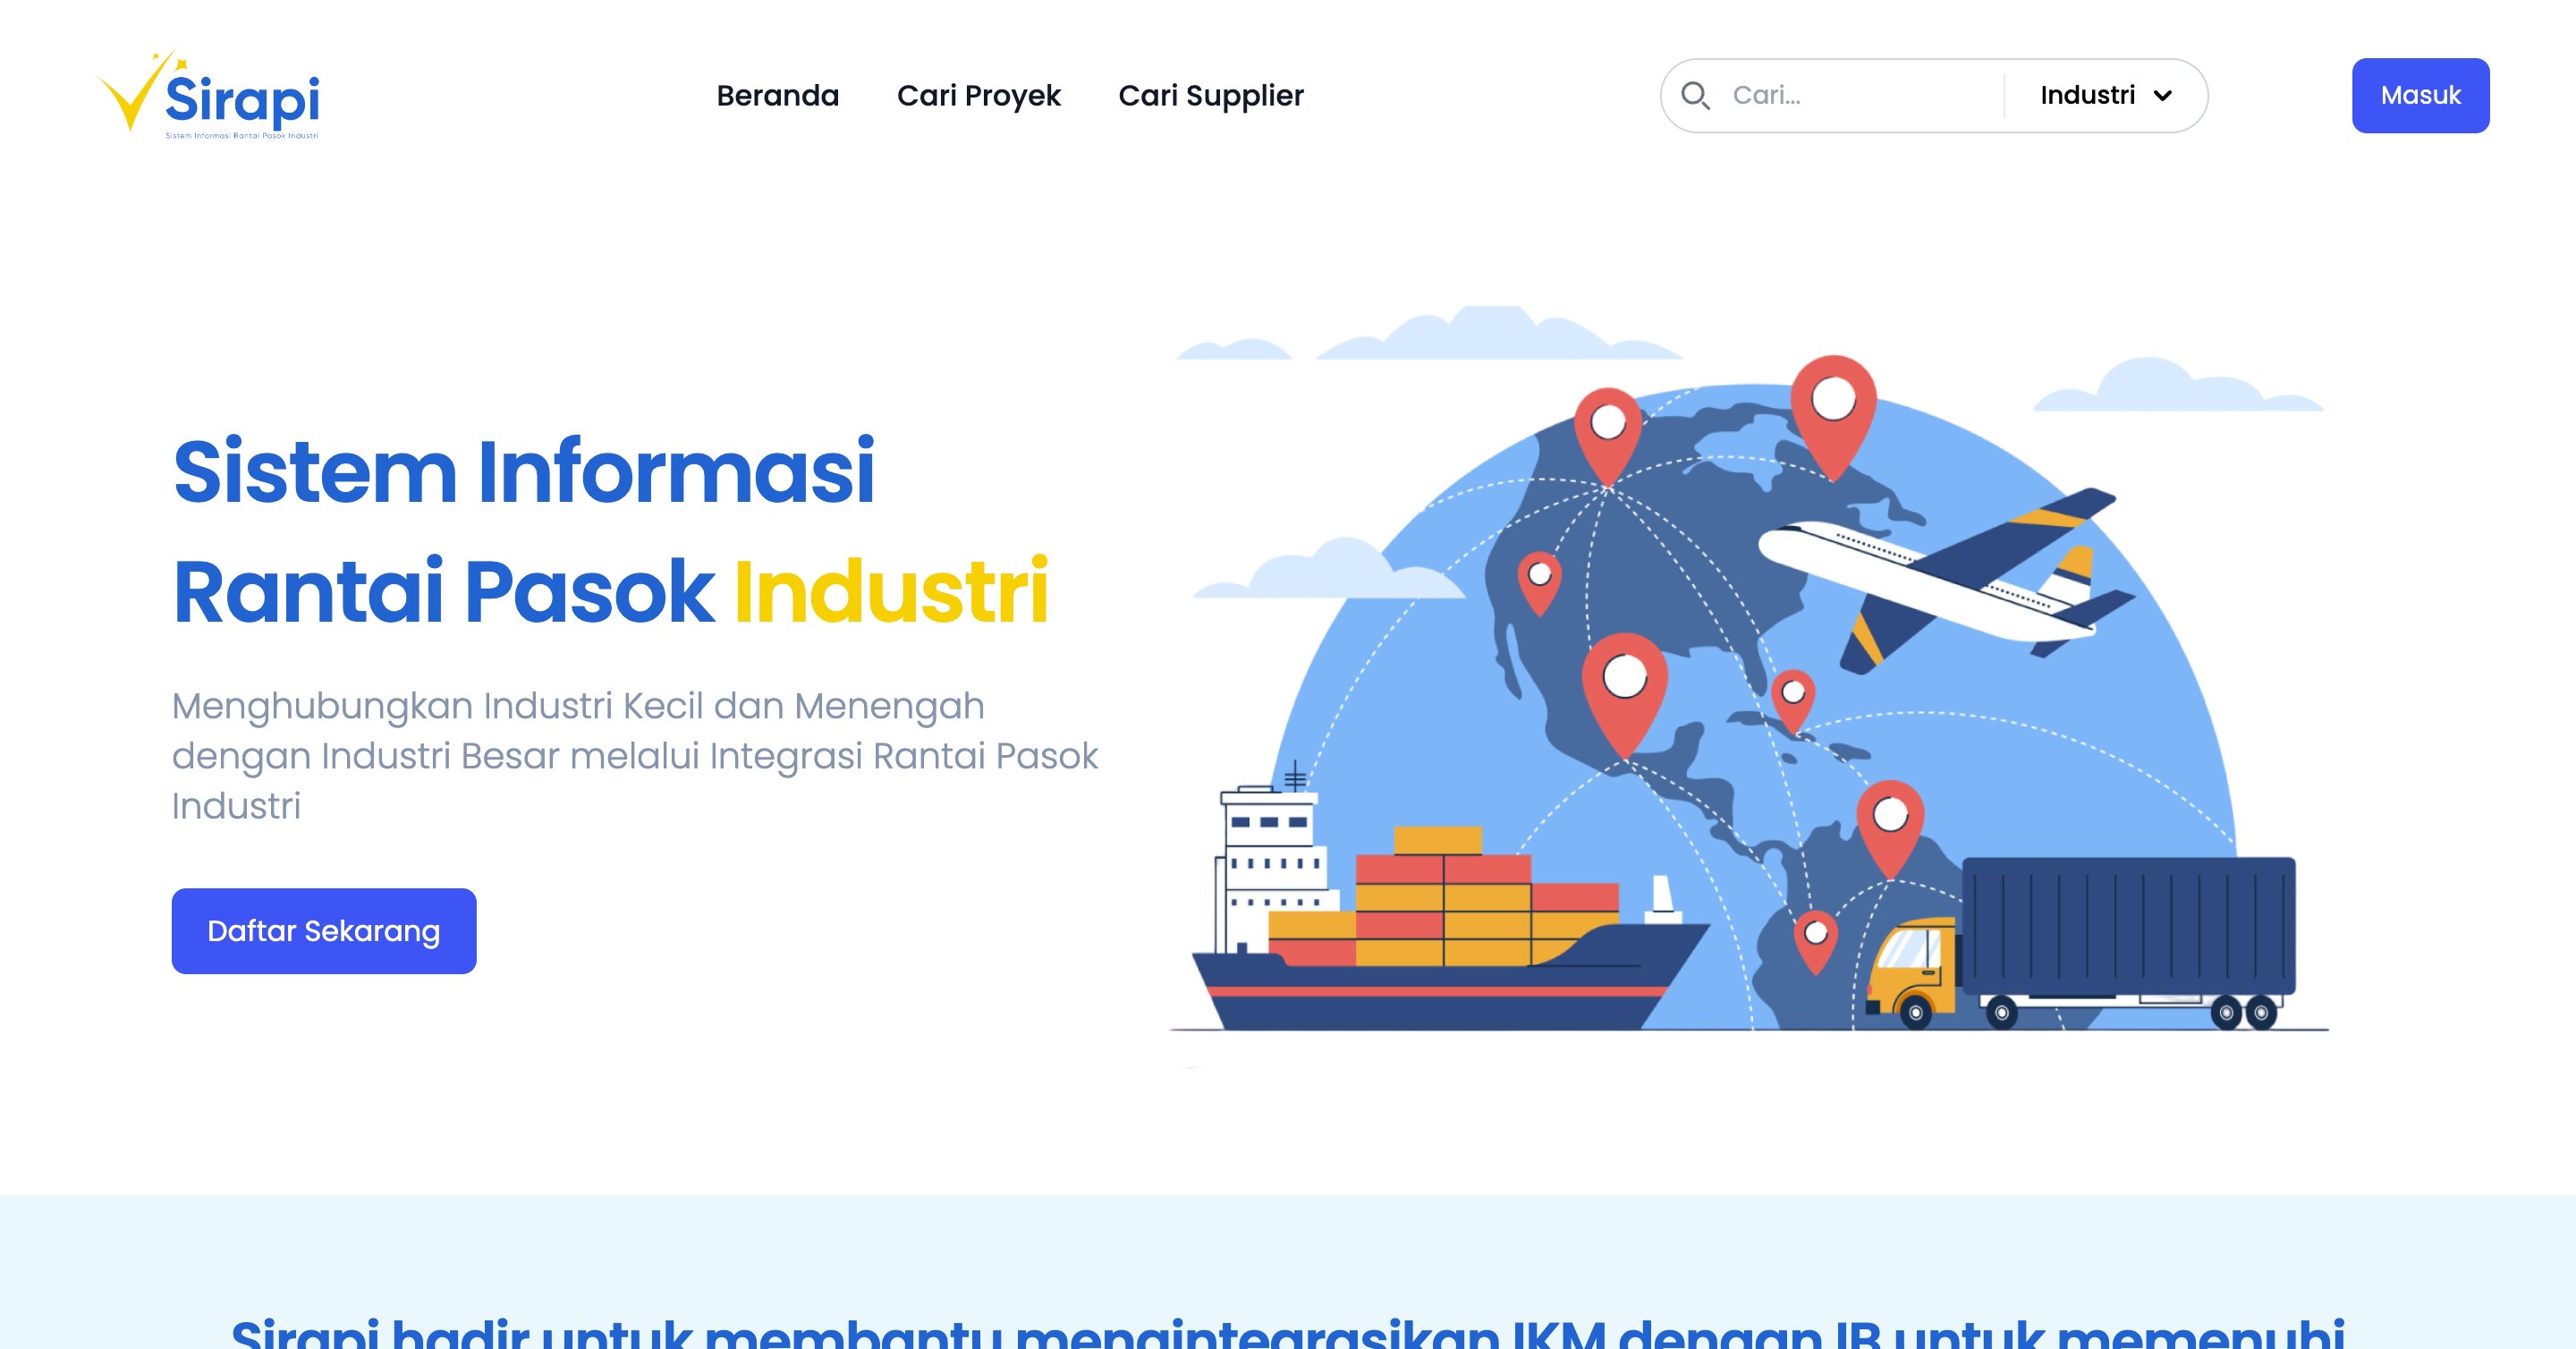 Sirapi
Sistem Informasi Rantai Pasok Industri
Beranda
Cari Proyek
Cari Supplier
Cari...
Industri
Masuk
Sistem Informasi
Rantai Pasok Industri
Menghubungkan Industri Kecil dan Menengah
dengan Industri Besar melalui Integrasi Rantai Pasok
Industri
Daftar Sekarang
Sirapi hadir untuk membantu mengintegrasikan IKM dengan IB untuk memenuhi